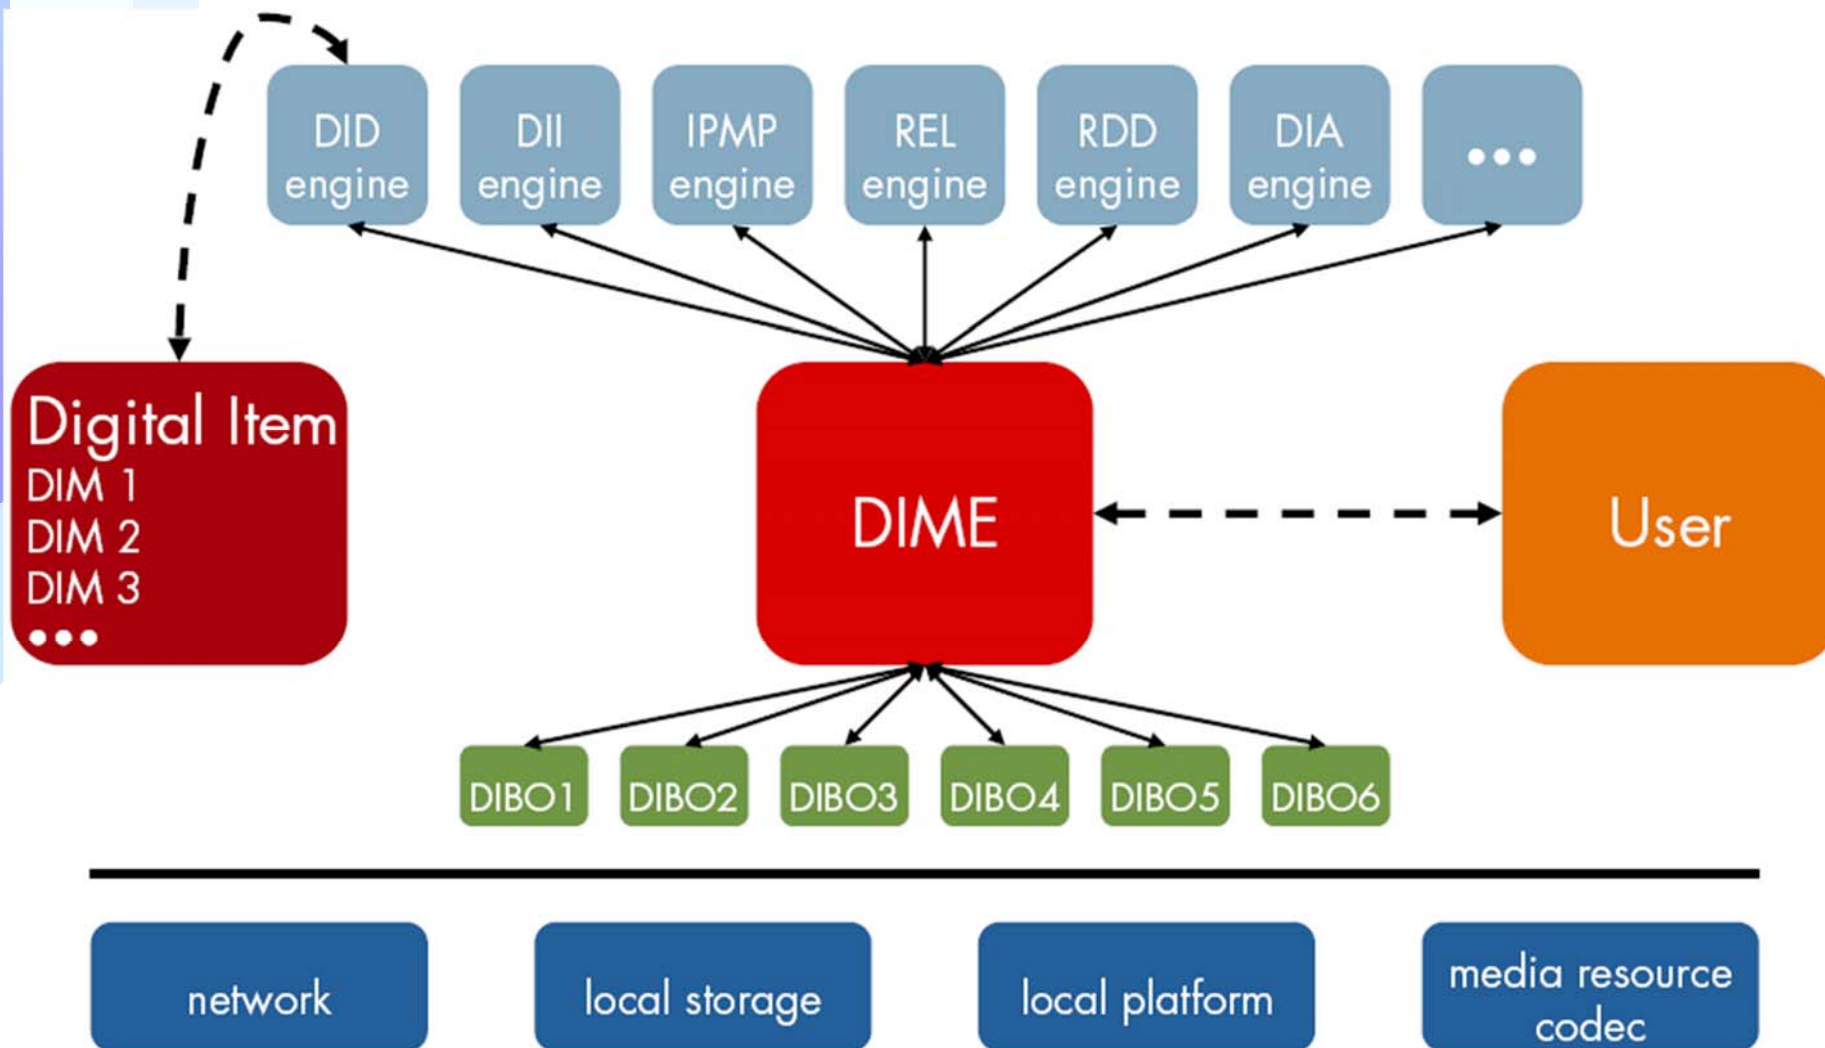 DID
engine
DII
engine
IPMP
engine
REL
engine
RDD
engine
DIA
engine
•••
Digital Item
DIM 1
DIM 2
DIM 3
•••
DIME
User
DIBO1
DIBO2
DIBO3
DIBO4
DIBO5
DIBO6
network
local storage
local platform
media resource
codec